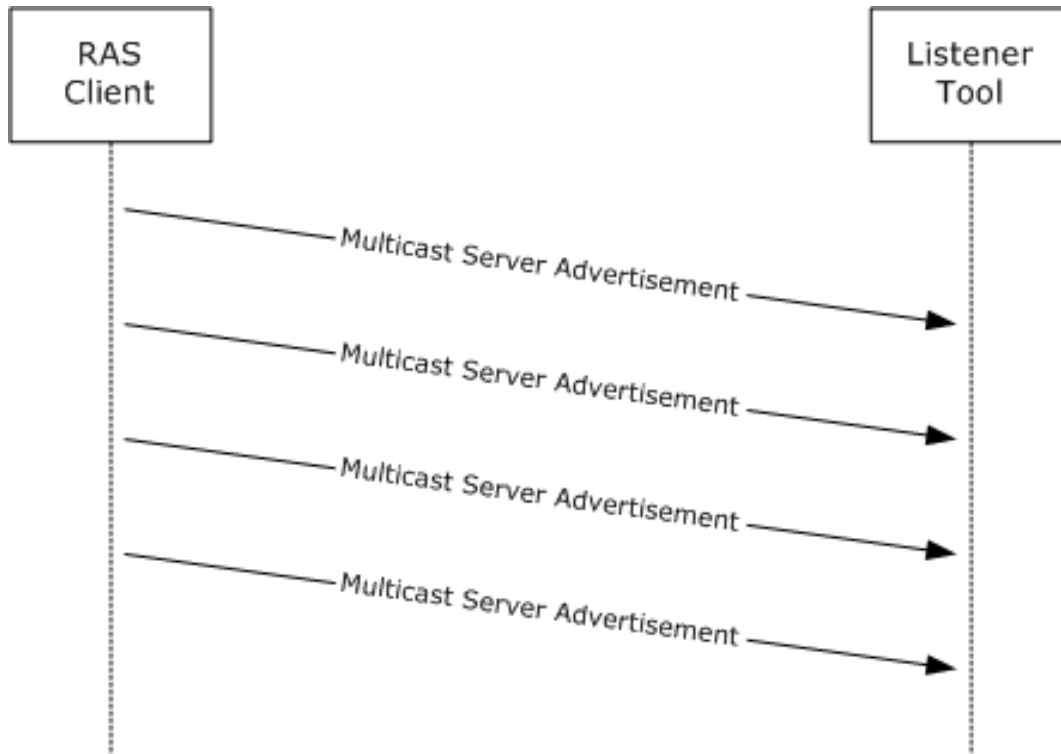 RAS
Client
Listener
Tool
Multicast Server Advertisement
Multicast Server Advertisement
Multicast Server Advertisement
Multicast Server Advertisement